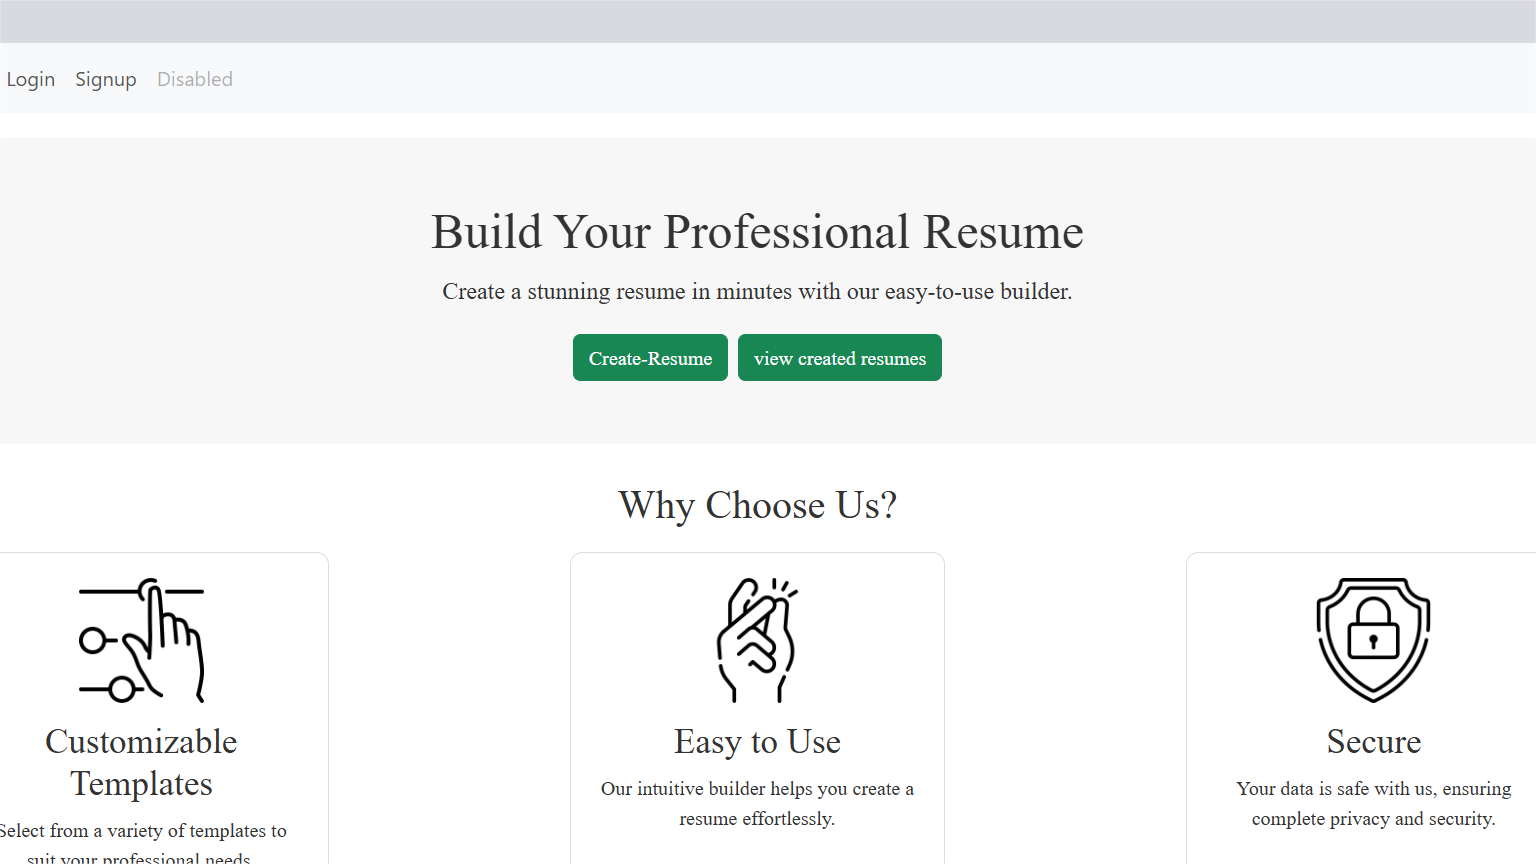 Login Signup Disabled
Build Your Professional Resume
Create a stunning resume in minutes with our easy-to-use builder.
Create-Resume view created resumes
Why Choose Us?
Customizable
Templates
Select from a variety of templates to
suit your professional needs
Easy to Use
Our intuitive builder helps you create a
resume effortlessly.
Secure
Your data is safe with us, ensuring
complete privacy and security.